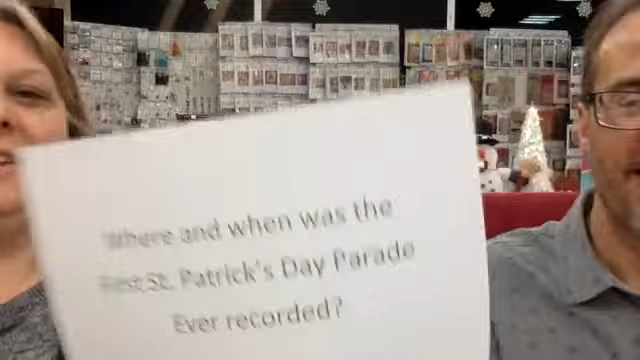 Where and when was the
First St. Patrick's Day Parade
Ever recorded?